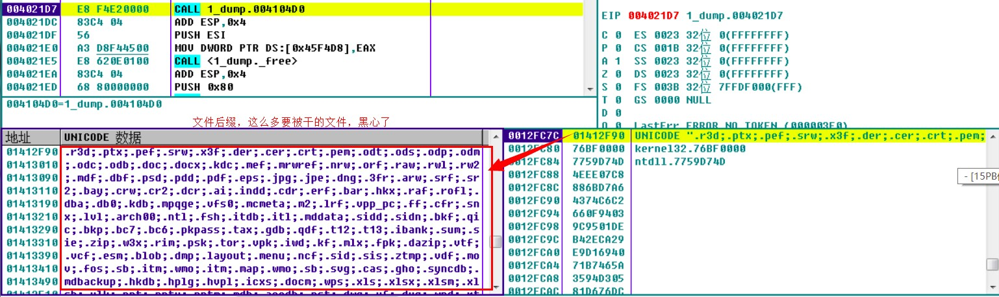 004021D7 E8 F4E20000 CALL 1_dump.004104D0
004021DC 83C4 04 ADD ESP,0x4
004021DF 56 PUSH ESI
004021E0 A3 D8F44500 MOV DWORD PTR DS:[0x45F4D8],EAX
004021E5 E8 620E0100 CALL <1_dump._free>
004021EA 83C4 04 ADD ESP,0x4
004021ED 68 80000000 PUSH 0x80
004104D0=1_dump.004104D0
文件后缀，这么多要被干的文件，黑心了
EIP 004021D7 1_dump.004021D7
C 0 ES 0023 32位 0(FFFFFFFF)
P 0 CS 001B 32位 0(FFFFFFFF)
A 1 SS 0023 32位 0(FFFFFFFF)
Z 0 DS 0023 32位 0(FFFFFFFF)
S 0 FS 003B 32位 7FFDF000(FFF)
T 0 GS 0000 NULL
D 0
O 0 LastErr ERROR_NO_TOKEN (000003F0)
地址 UNICODE 数据
01412F90 .r3d;.ptx;.pef;.srw;.x3f;.der;.cer;.crt;.pem;.odt;.ods;.odp;.odm
01413010 ;.odc;.odb;.doc;.docx;.kdc;.mef;.mrwref;.nrw;.orf;.raw;.rwl;.rw2
01413090 ;.mdf;.dbf;.psd;.pdd;.pdf;.eps;.jpg;.jpe;.dng;.3fr;.arw;.srf;.sr
01413110 2;.bay;.crw;.cr2;.dcr;.ai;.indd;.cdr;.erf;.bar;.hkx;.raf;.rofl;.
01413190 dba;.db0;.kdb;.mpqge;.vfs0;.mcmeta;.m2;.lrf;.vpp_pc;.ff;.cfr;.sn
01413210 x;.lvl;.arch00;.ntl;.fsh;.itdb;.itl;.mddata;.sidd;.sidn;.bkf;.qi
01413290 c;.bkp;.bc7;.bc6;.pkpass;.tax;.gdb;.qdf;.t12;.t13;.ibank;.sum;.s
01413310 ie;.zip;.w3x;.rim;.psk;.tor;.vpk;.iwd;.kf;.mlx;.fpk;.dazip;.vtf;
01413390 .vcf;.esm;.blob;.dmp;.layout;.menu;.ncf;.sid;.sis;.ztmp;.vdf;.mo
01413410 v;.fos;.sb;.itm;.wmo;.itm;.map;.wmo;.sb;.svg;.cas;.gho;.syncdb;.
01413490 mdbackup;.hkdb;.hplg;.hvpl;.icxs;.docm;.wps;.xls;.xlsx;.xlsm;.xl
0012FC7C 01412F90 UNICODE ".r3d;.ptx;.pef;.srw;.x3f;.der;.cer;.crt;.pem;
0012FC80 76BF0000 kernel32.76BF0000
0012FC84 7759D74D ntdll.7759D74D
0012FC88 4EEE07C8
0012FC8C 886BD7A6
0012FC90 4374C6C2
0012FC94 660F9403
0012FC98 9C9501DE
0012FC9C B42ECA29
0012FCA0 E9D16940
0012FCA4 71B7465A
0012FCA8 3594D305
0012FCAC 81D676DC
- [15PB